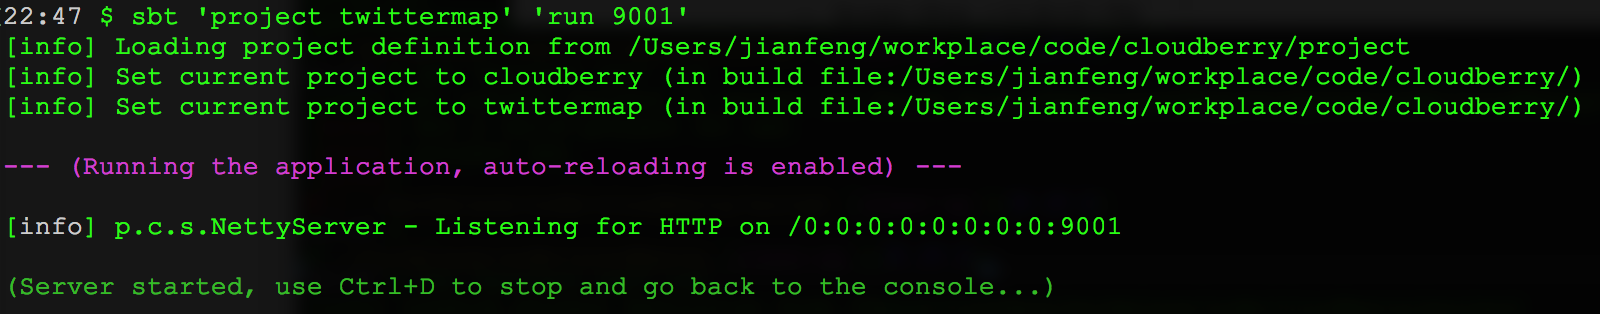 22:47 $ sbt 'project twittermap' 'run 9001'
[info] Loading project definition from /Users/jianfeng/workplace/code/cloudberry/project
[info] Set current project to cloudberry (in build file:/Users/jianfeng/workplace/code/cloudberry/)
[info] Set current project to twittermap (in build file:/Users/jianfeng/workplace/code/cloudberry/)
--- (Running the application, auto-reloading is enabled) ---
[info] p.c.s.NettyServer - Listening for HTTP on /0:0:0:0:0:0:0:0:9001
(Server started, use Ctrl+D to stop and go back to the console...)